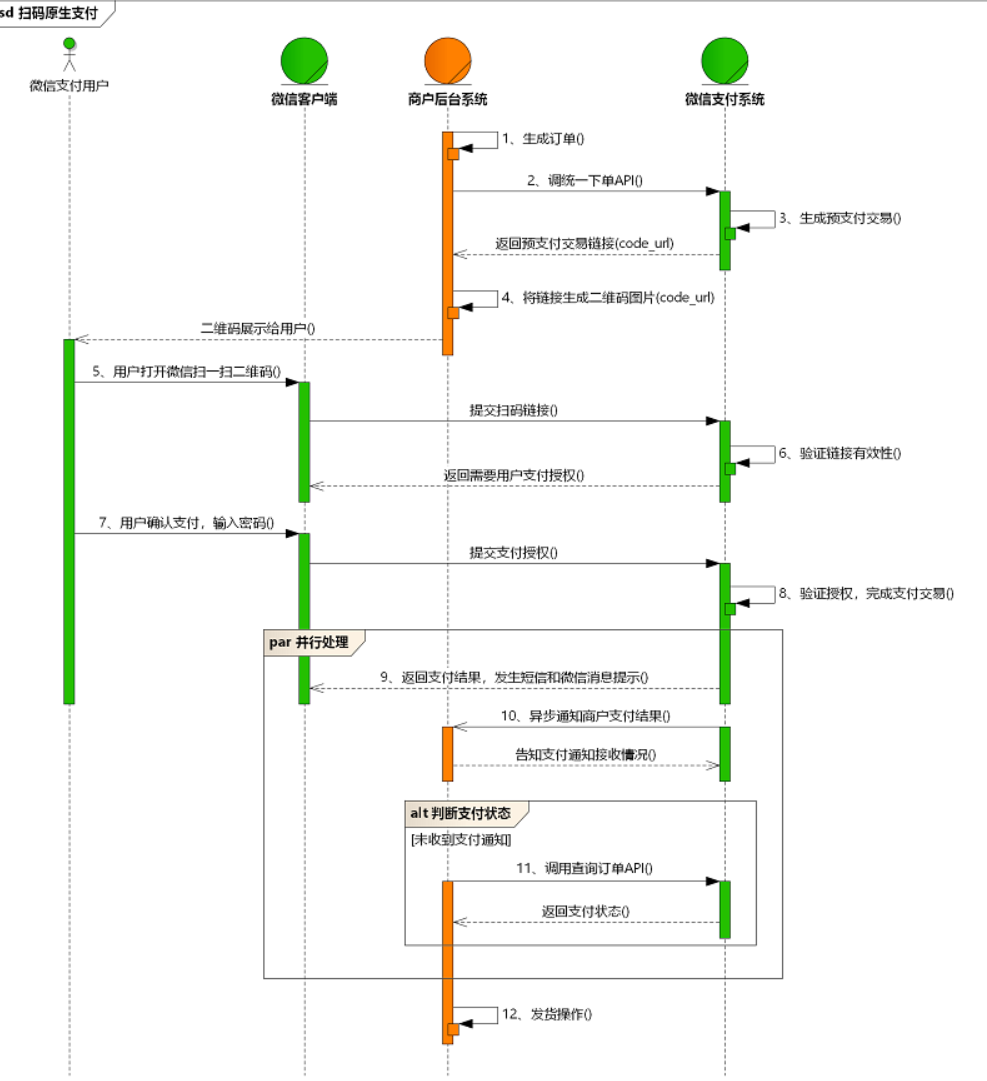 sd 扫码原生支付
微信支付用户
微信客户端
商户后台系统
微信支付系统
1、生成订单()
2、调统一下单API()
3、生成预支付交易()
返回预支付交易链接(code_url)
4、将链接生成二维码图片(code_url)
二维码展示给用户()
5、用户打开微信扫一扫二维码()
提交扫码链接()
6、验证链接有效性()
返回需要用户支付授权()
7、用户确认支付，输入密码()
提交支付授权()
8、验证授权，完成支付交易()
par 并行处理
9、返回支付结果，发生短信和微信消息提示()
10、异步通知商户支付结果()
告知支付通知接收情况()
alt 判断支付状态
[未收到支付通知]
11、调用查询订单API()
返回支付状态()
12、发货操作()